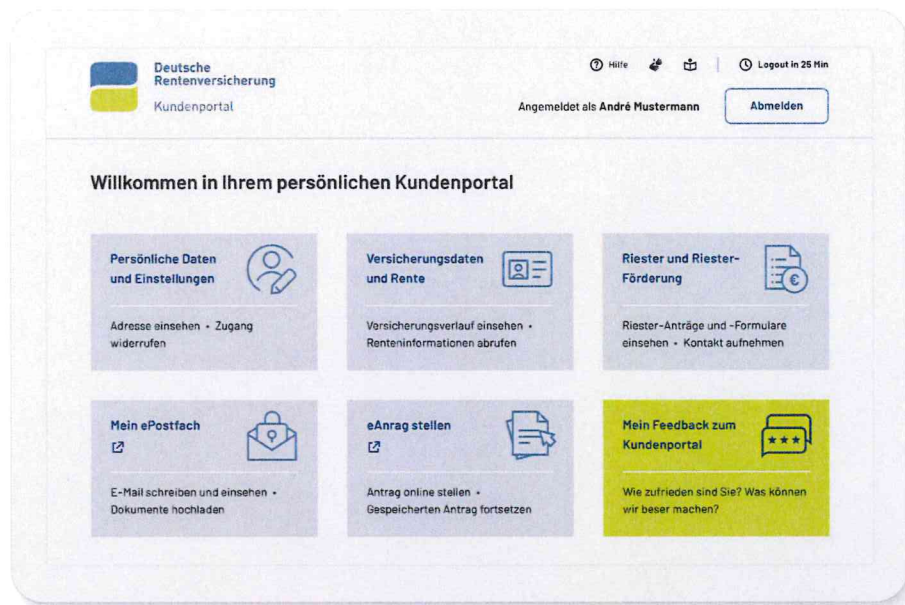 Deutsche
Rentenversicherung
Kundenportal
Hilfe
Logout in 25 Min
Angemeldet als André Mustermann
Abmelden
Willkommen in Ihrem persönlichen Kundenportal
Persönliche Daten
und Einstellungen
Adresse einsehen • Zugang
widerrufen
Versicherungsdaten
und Rente
Versicherungsverlauf einsehen •
Renteninformationen abrufen
Riester und Riester-
Förderung
Riester-Anträge und -Formulare
einsehen • Kontakt aufnehmen
Mein ePostfach
E-Mail schreiben und einsehen •
Dokumente hochladen
eAnrag stellen
Antrag online stellen •
Gespeicherten Antrag fortsetzen
Mein Feedback zum
Kundenportal
Wie zufrieden sind Sie? Was können
wir beser machen?